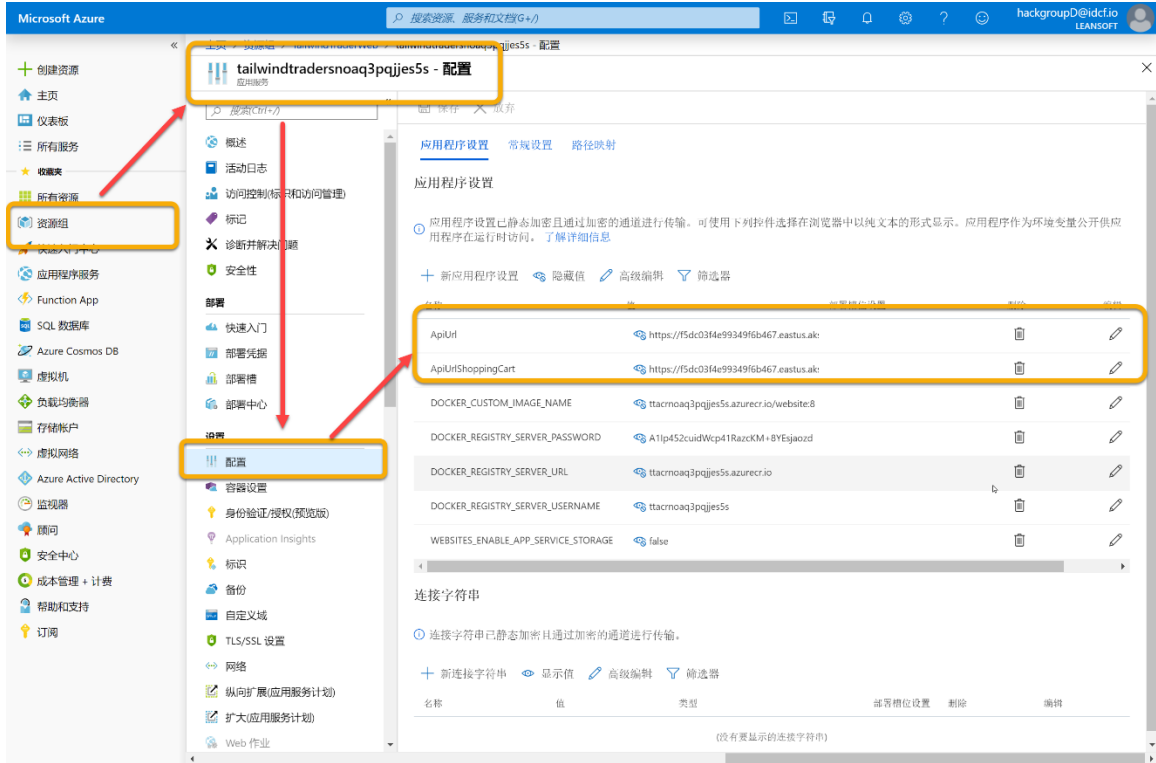 Microsoft Azure
搜索资源、服务和文档(G+/)
hackgroupD@idcf.io
LEANSOFT
主页 > 资源组 > TailwindTraderWeb > tailwindtradersnoaq3pqjjes5s - 配置
创建资源
主页
仪表板
所有服务
收藏夹
所有资源
资源组
快速入门中心
应用程序服务
Function App
SQL 数据库
Azure Cosmos DB
虚拟机
负载均衡器
存储帐户
虚拟网络
Azure Active Directory
监视器
顾问
安全中心
成本管理 + 计费
帮助和支持
订阅
tailwindtradersnoaq3pqjjes5s - 配置
应用服务
搜索(Ctrl+/)
概述
活动日志
访问控制(标识和访问管理)
标记
诊断并解决问题
安全性
部署
快速入门
部署凭据
部署槽
部署中心
设置
配置
容器设置
身份验证/授权(预览版)
Application Insights
标识
备份
自定义域
TLS/SSL 设置
网络
纵向扩展(应用服务计划)
扩大(应用服务计划)
Web 作业
保存 放弃
应用程序设置 常规设置 路径映射
应用程序设置
应用程序设置已静态加密且通过加密的通道进行传输。可使用下列控件选择在浏览器中以纯文本的形式显示。应用程序作为环境变量公开供应
用程序在运行时访问。 了解详细信息
新应用程序设置 隐藏值 高级编辑 筛选器
名称 值 部署槽位设置 删除 编辑
ApiUrl https://f5dc03f4e99349f6b467.eastus.aks
ApiUrlShoppingCart https://f5dc03f4e99349f6b467.eastus.aks
DOCKER_CUSTOM_IMAGE_NAME ttacrnoaq3pqjjes5s.azurecr.io/website:8
DOCKER_REGISTRY_SERVER_PASSWORD A1Ip452cuidWcp41RazcKM+8YEsjaozd
DOCKER_REGISTRY_SERVER_URL ttacrnoaq3pqjjes5s.azurecr.io
DOCKER_REGISTRY_SERVER_USERNAME ttacrnoaq3pqjjes5s
WEBSITES_ENABLE_APP_SERVICE_STORAGE false
连接字符串
连接字符串已静态加密且通过加密的通道进行传输。
新连接字符串 显示值 高级编辑 筛选器
名称 值 类型 部署槽位设置 删除 编辑
(没有要显示的连接字符串)